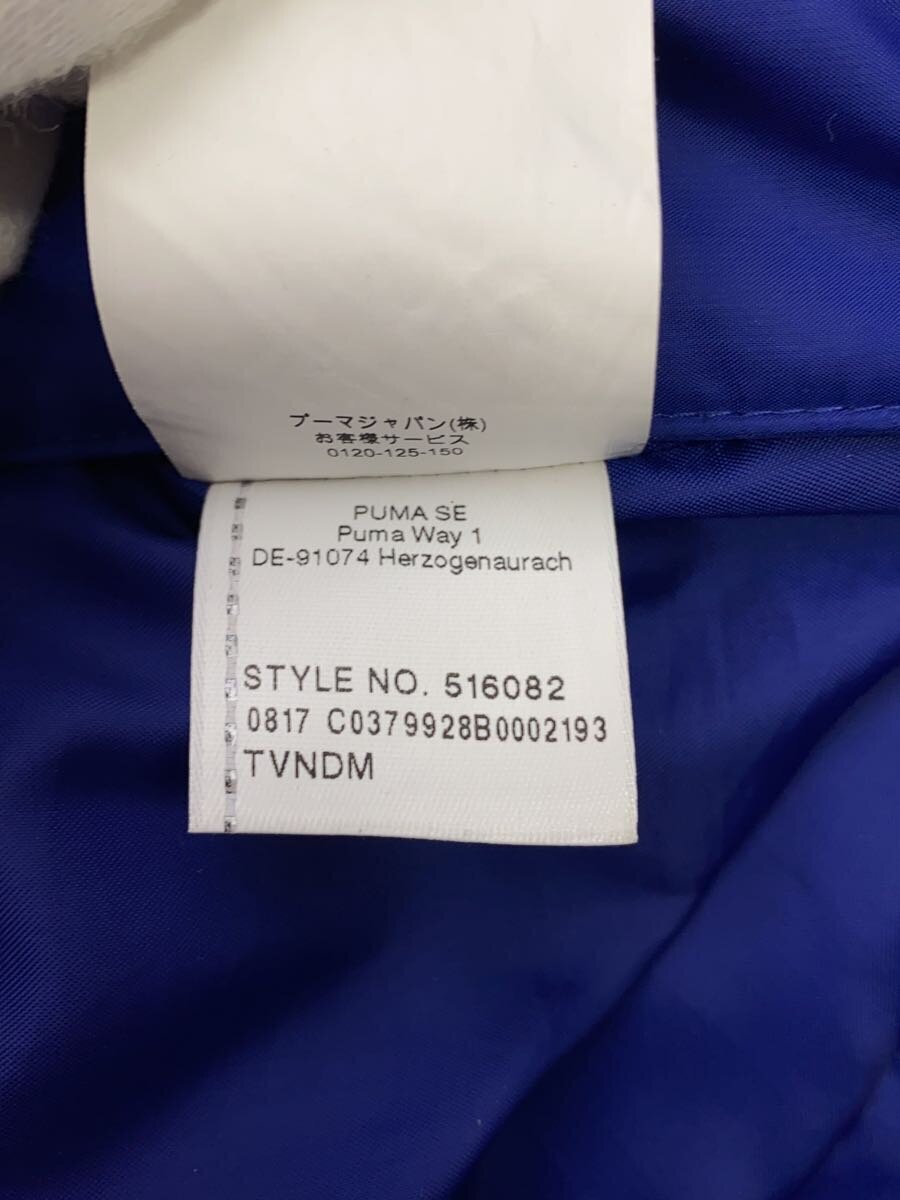 プーマジャパン(株)
お客様サービス
0120-125-150
PUMA SE
Puma Way 1
DE-91074 Herzogenaurach
STYLE NO. 516082
0817 C0379928B0002193
TVNDM